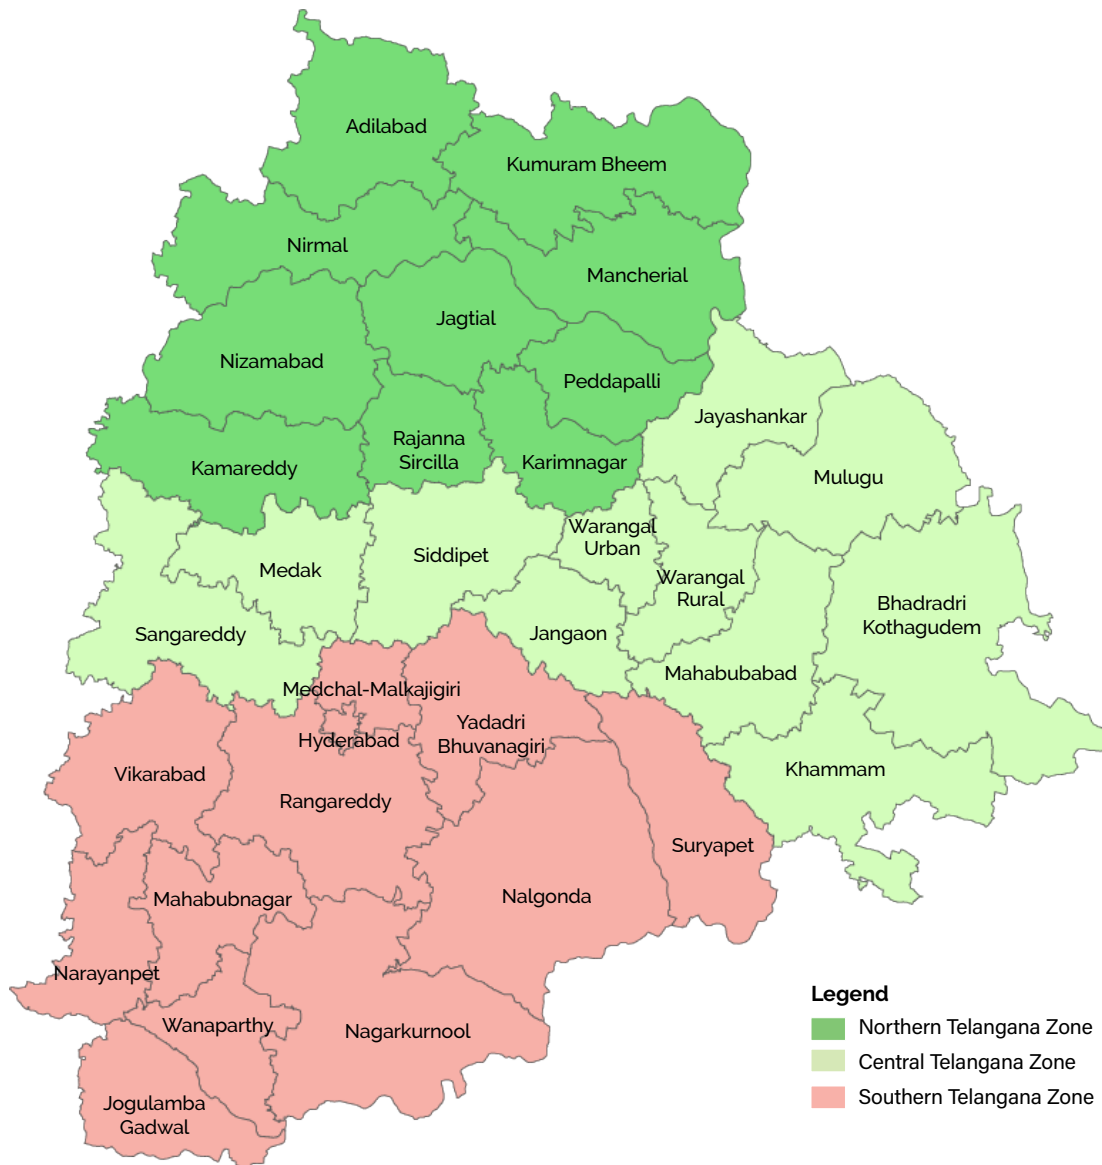 Adilabad
Kumuram Bheem
Nirmal
Mancherial
Jagtial
Nizamabad
Peddapalli
Jayashankar
Rajanna
Sircilla
Karimnagar
Kamareddy
Mulugu
Warangal
Urban
Siddipet
Medak
Warangal
Rural
Bhadradri
Kothagudem
Sangareddy
Jangaon
Mahabubabad
Medchal-Malkajigiri
Yadadri
Bhuvanagiri
Hyderabad
Vikarabad
Khammam
Rangareddy
Suryapet
Mahabubnagar
Nalgonda
Narayanpet
Wanaparthy
Nagarkurnool
Jogulamba
Gadwal
Legend
Northern Telangana Zone
Central Telangana Zone
Southern Telangana Zone